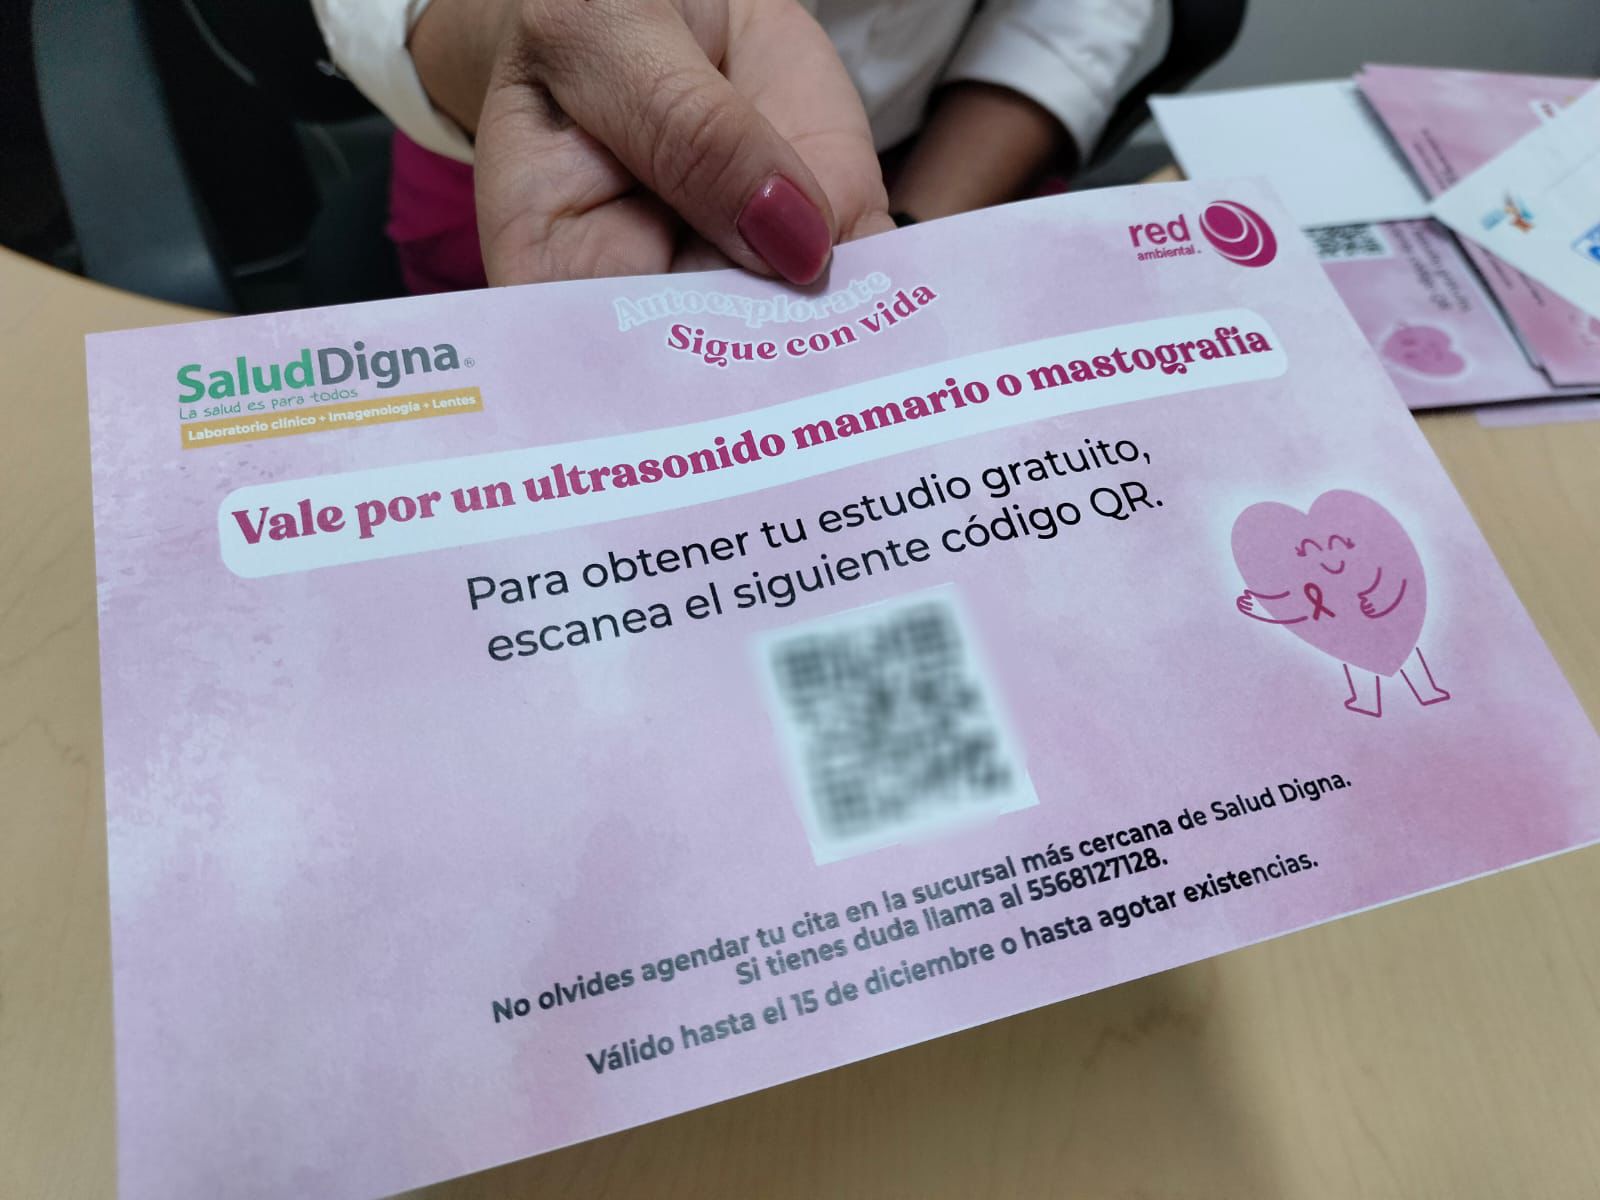 SaludDigna®
La salud es para todos
Laboratorio clínico + Imagenología + Lentes
Autoexplorate
Sigue con vida
red
ambiental
Vale por un ultrasonido mamario o mastografía
Para obtener tu estudio gratuito,
escanea el siguiente código QR.
No olvides agendar tu cita en la sucursal más cercana de Salud Digna.
Si tienes duda llama al 5568127128.
Válido hasta el 15 de diciembre o hasta agotar existencias.